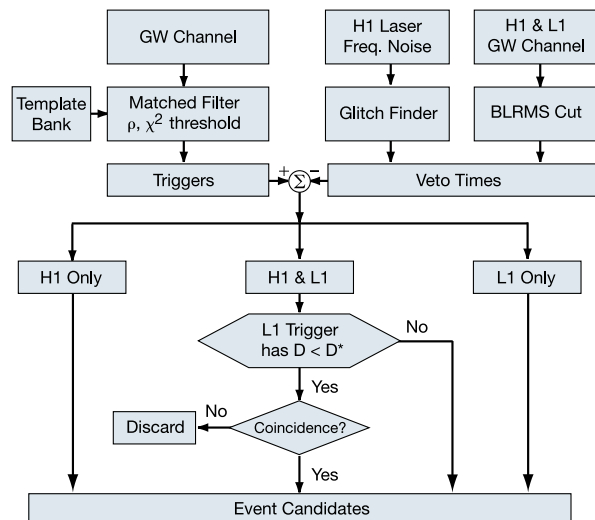 GW Channel
H1 Laser
Freq. Noise
H1 & L1
GW Channel
Template
Bank
Matched Filter
ρ, χ² threshold
Glitch Finder
BLRMS Cut
Triggers
+
Σ
−
Veto Times
H1 Only
H1 & L1
L1 Only
L1 Trigger
has D < D*
No
Yes
Discard
No
Coincidence?
Yes
Event Candidates